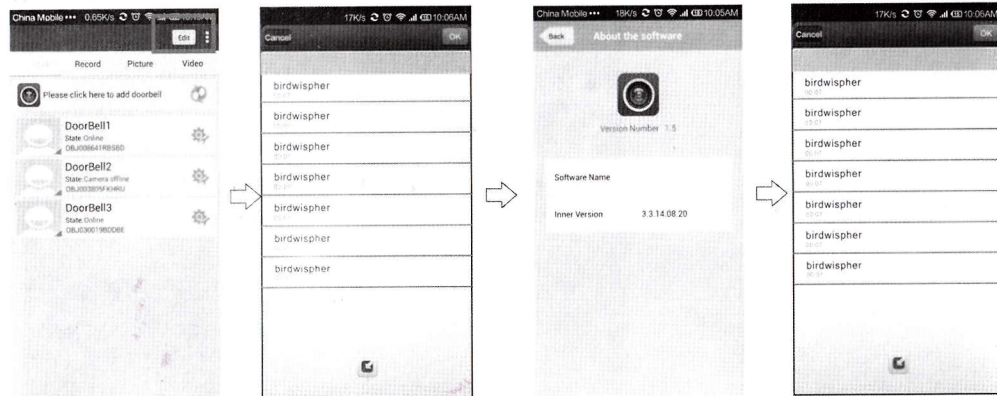 China Mobile ••• 0.65K/s
Edit
Record Picture Video
Please click here to add doorbell
DoorBell1
State:Online
DoorBell2
State:Camera offline
DoorBell3
State:Online
OBJ030019BDDBE
17K/s 10:06AM
Cancel OK
birdwispher
birdwispher
birdwispher
birdwispher
birdwispher
birdwispher
birdwispher
China Mobile ••• 18K/s 10:05AM
Back About the software
Version Number 1.5
Software Name
Inner Version 3.3.14.08.20
17K/s 10:06AM
Cancel OK
birdwispher
birdwispher
birdwispher
birdwispher
birdwispher
birdwispher
birdwispher